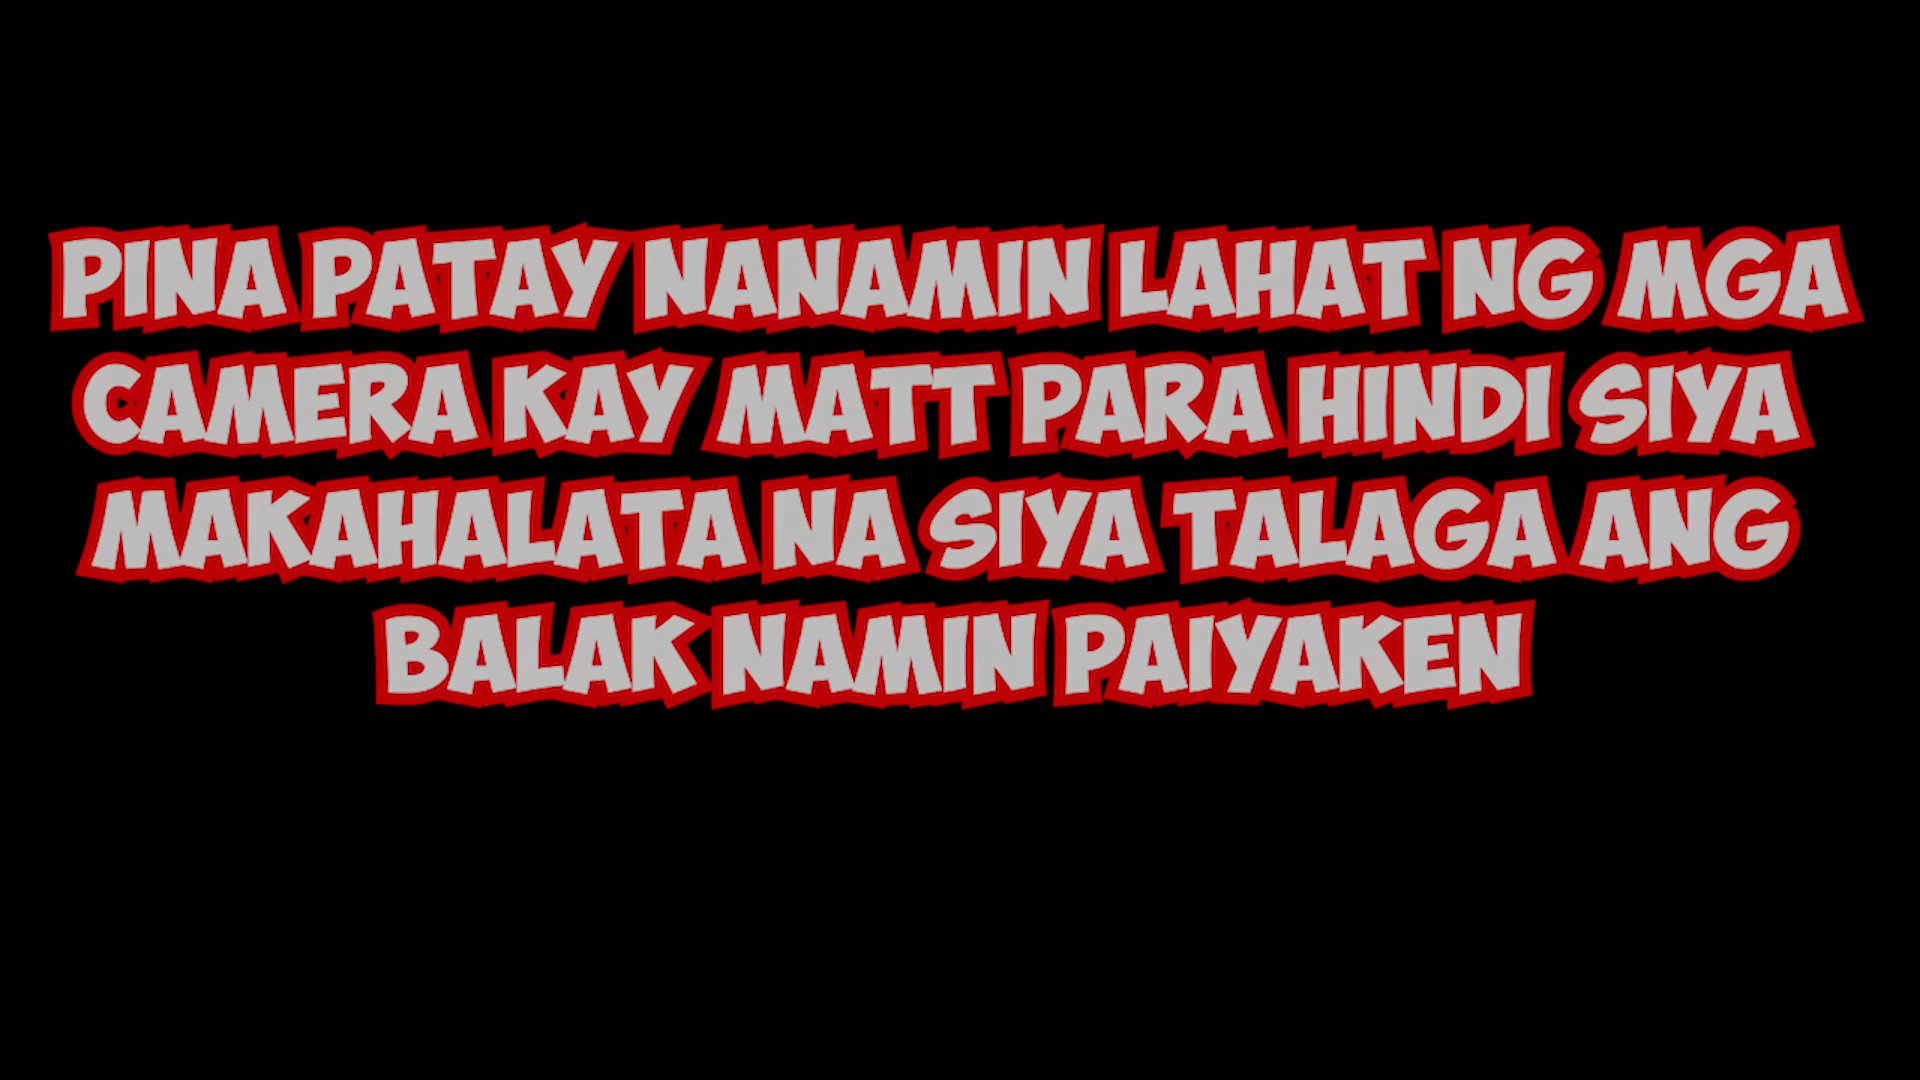 PINA PATAY NANAMIN LAHAT NG MGA
CAMERA KAY MATT PARA HINDI SIYA
MAKAHALATA NA SIYA TALAGA ANG
BALAK NAMIN PAIYAKEN